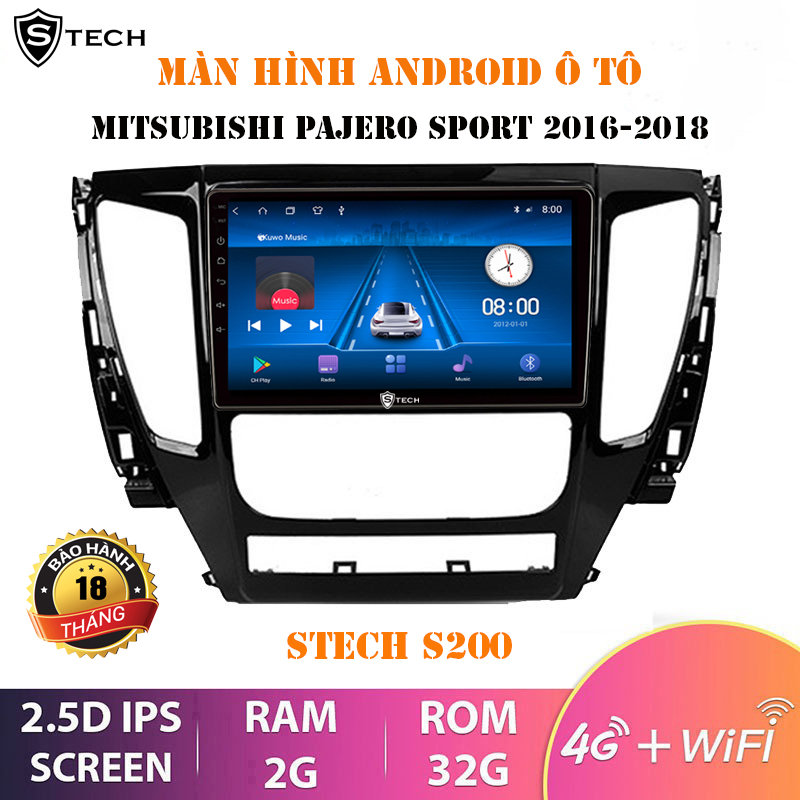 S TECH
MÀN HÌNH ANDROID Ô TÔ
MITSUBISHI PAJERO SPORT 2016-2018
8:00
Kuwo Music
Music
08:00
2012-01-01
CH Play
Radio
Music
Bluetooth
S TECH
BẢO HÀNH
18
THÁNG
STECH S200
2.5D IPS
SCREEN
RAM
2G
ROM
32G
4G + WiFi